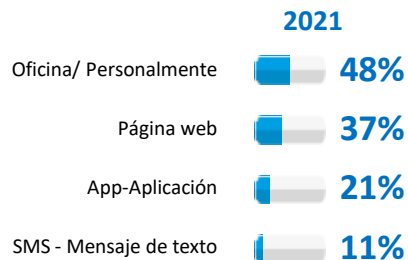 2021
Oficina/ Personalmente 48%
Página web 37%
App-Aplicación 21%
SMS - Mensaje de texto 11%